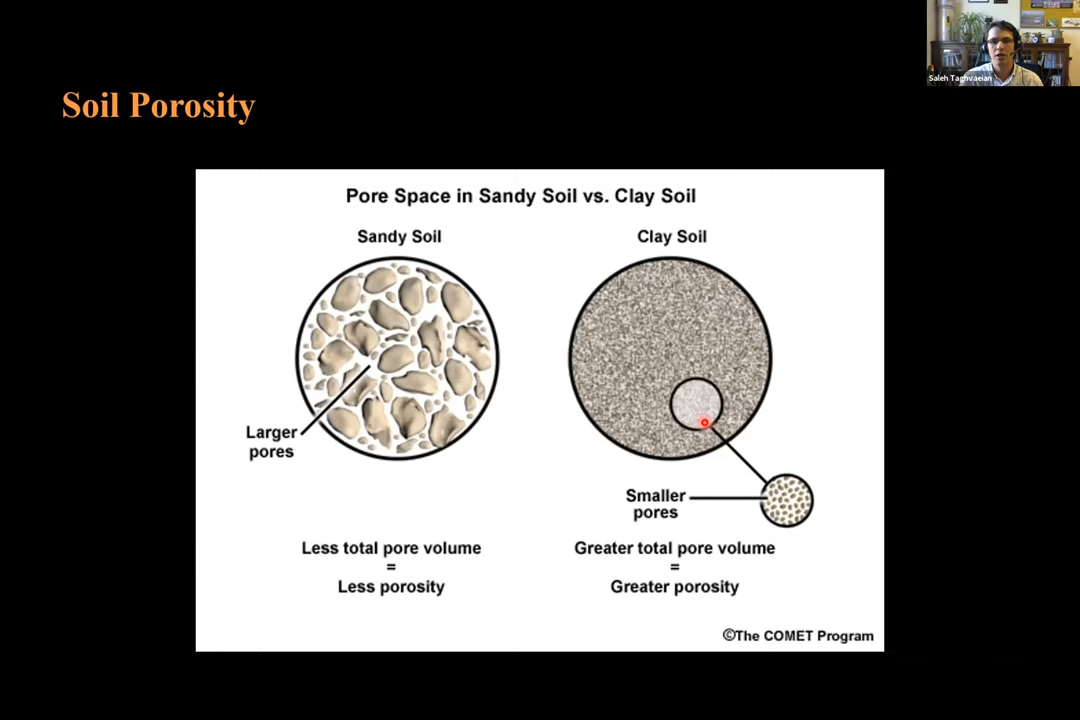 Saleh Taghvaeian
Soil Porosity
Pore Space in Sandy Soil vs. Clay Soil
Sandy Soil
Clay Soil
Larger
pores
Smaller
pores
Less total pore volume
=
Less porosity
Greater total pore volume
=
Greater porosity
©The COMET Program